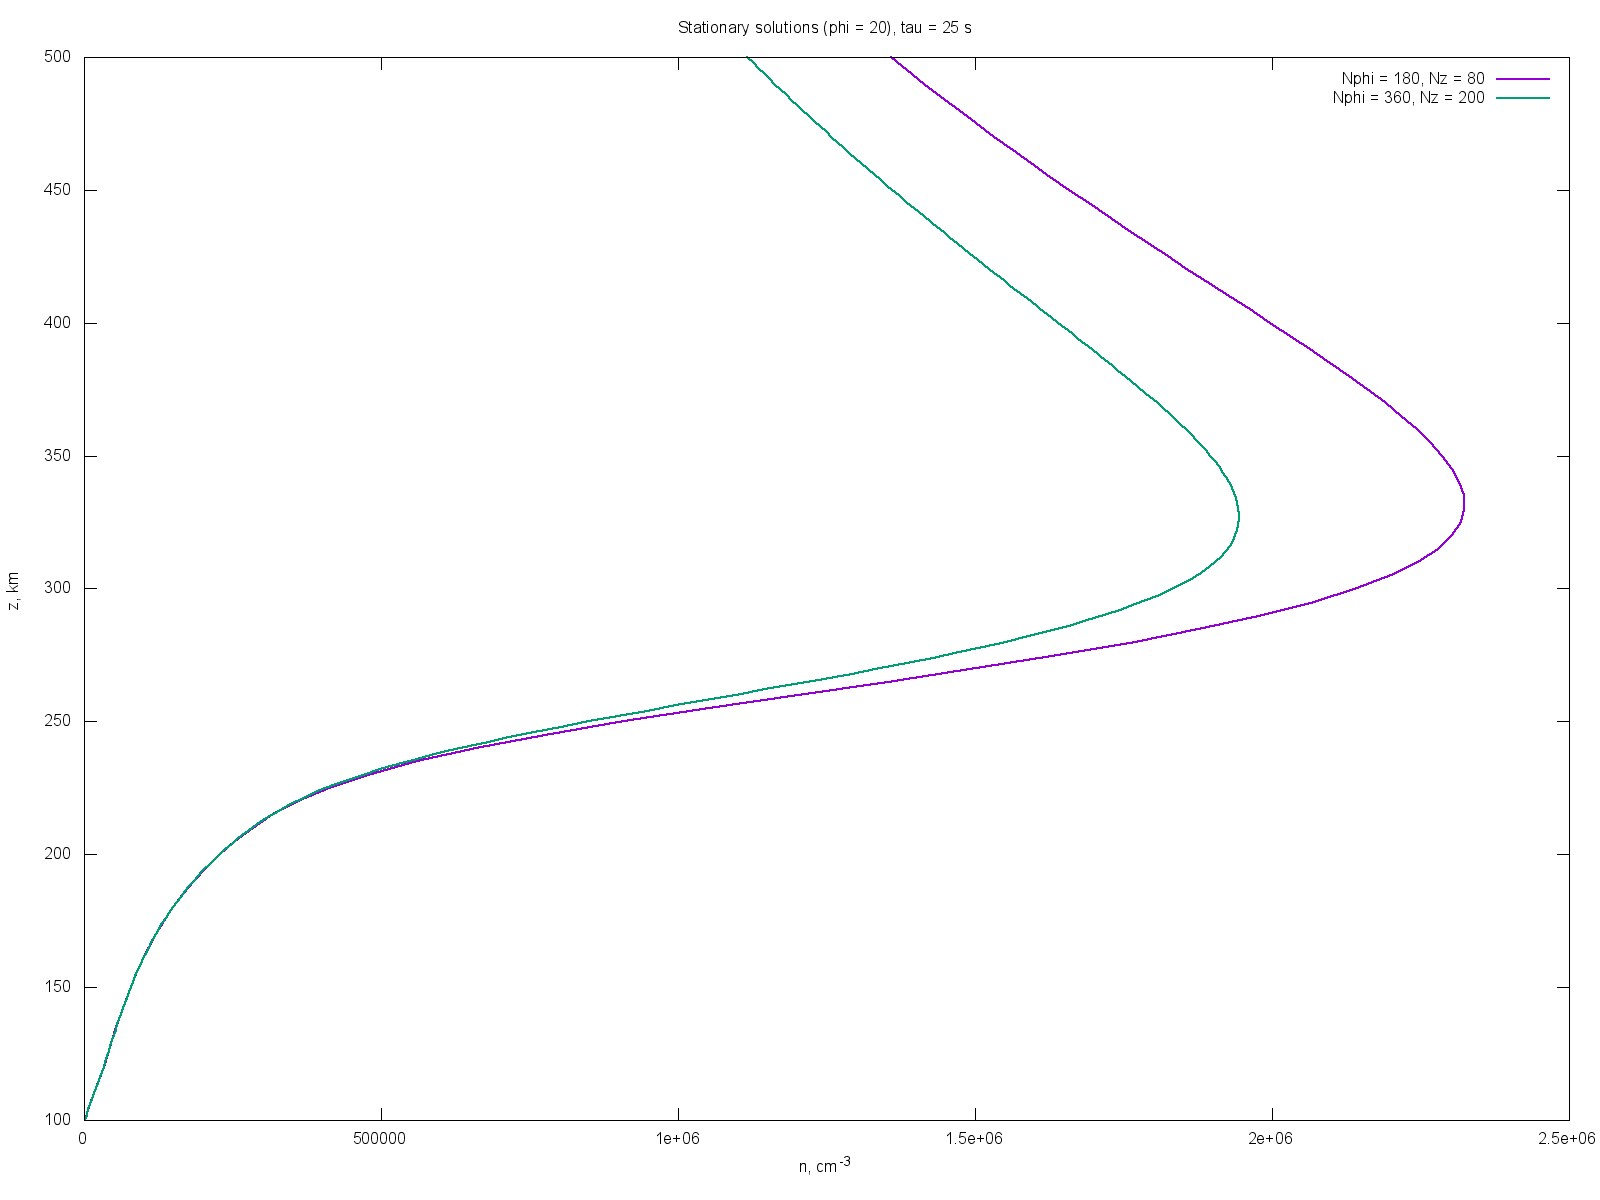 Stationary solutions (phi = 20), tau = 25 s
Nphi = 180, Nz = 80
Nphi = 360, Nz = 200
500
450
400
350
300
250
200
150
100
z, km
0
500000
1e+06
1.5e+06
2e+06
2.5e+06
n, cm⁻³